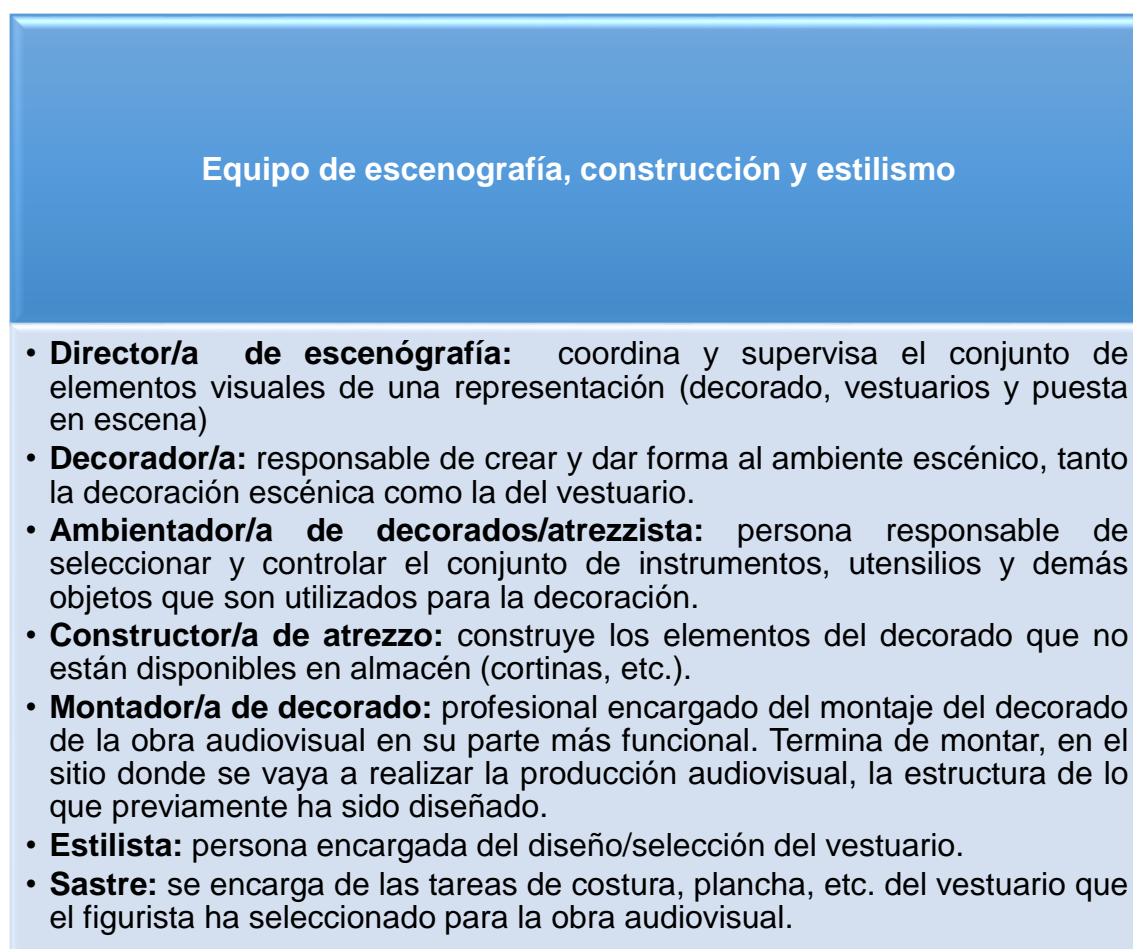 Equipo de escenografía, construcción y estilismo
• Director/a de escenógrafía: coordina y supervisa el conjunto de
elementos visuales de una representación (decorado, vestuarios y puesta
en escena)
• Decorador/a: responsable de crear y dar forma al ambiente escénico, tanto
la decoración escénica como la del vestuario.
• Ambientador/a de decorados/atrezzista: persona responsable de
seleccionar y controlar el conjunto de instrumentos, utensilios y demás
objetos que son utilizados para la decoración.
• Constructor/a de atrezzo: construye los elementos del decorado que no
están disponibles en almacén (cortinas, etc.).
• Montador/a de decorado: profesional encargado del montaje del decorado
de la obra audiovisual en su parte más funcional. Termina de montar, en el
sitio donde se vaya a realizar la producción audiovisual, la estructura de lo
que previamente ha sido diseñado.
• Estilista: persona encargada del diseño/selección del vestuario.
• Sastre: se encarga de las tareas de costura, plancha, etc. del vestuario que
el figurista ha seleccionado para la obra audiovisual.